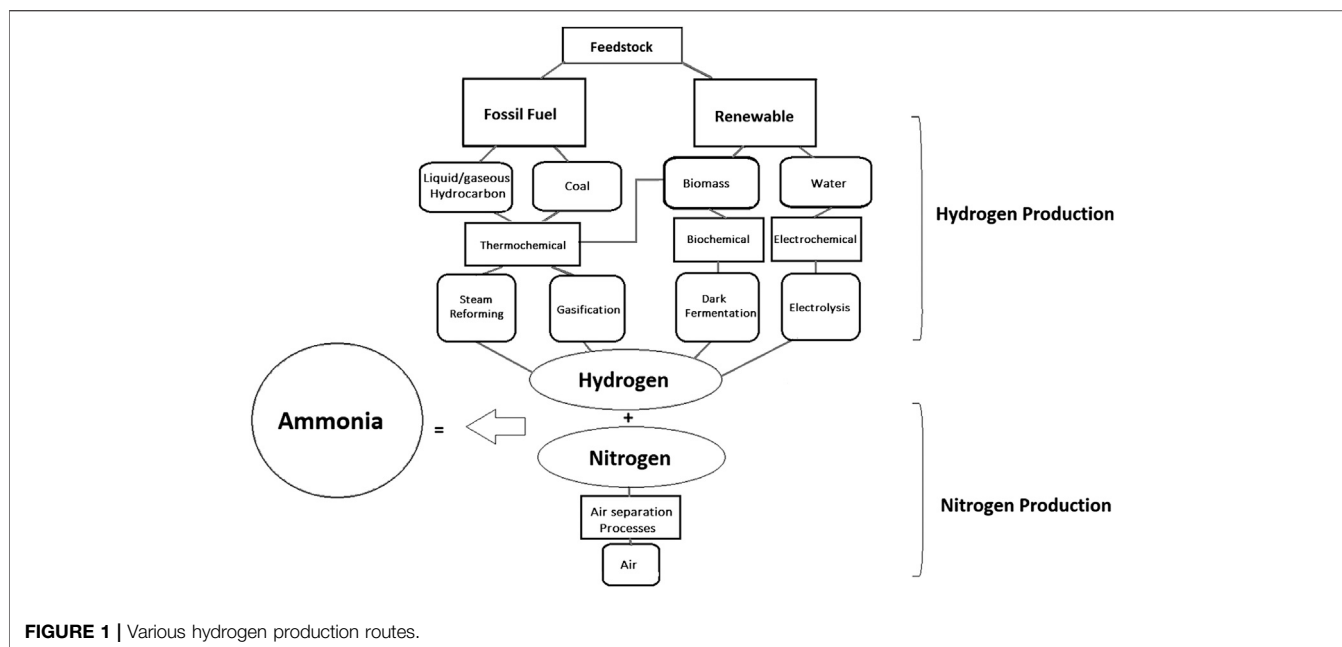 Feedstock
Fossil Fuel
Renewable
Liquid/gaseous
Hydrocarbon
Coal
Biomass
Water
Hydrogen Production
Thermochemical
Biochemical
Electrochemical
Steam
Reforming
Gasification
Dark
Fermentation
Electrolysis
Hydrogen
+
Ammonia
=
Nitrogen
Nitrogen Production
Air separation
Processes
Air
FIGURE 1 | Various hydrogen production routes.